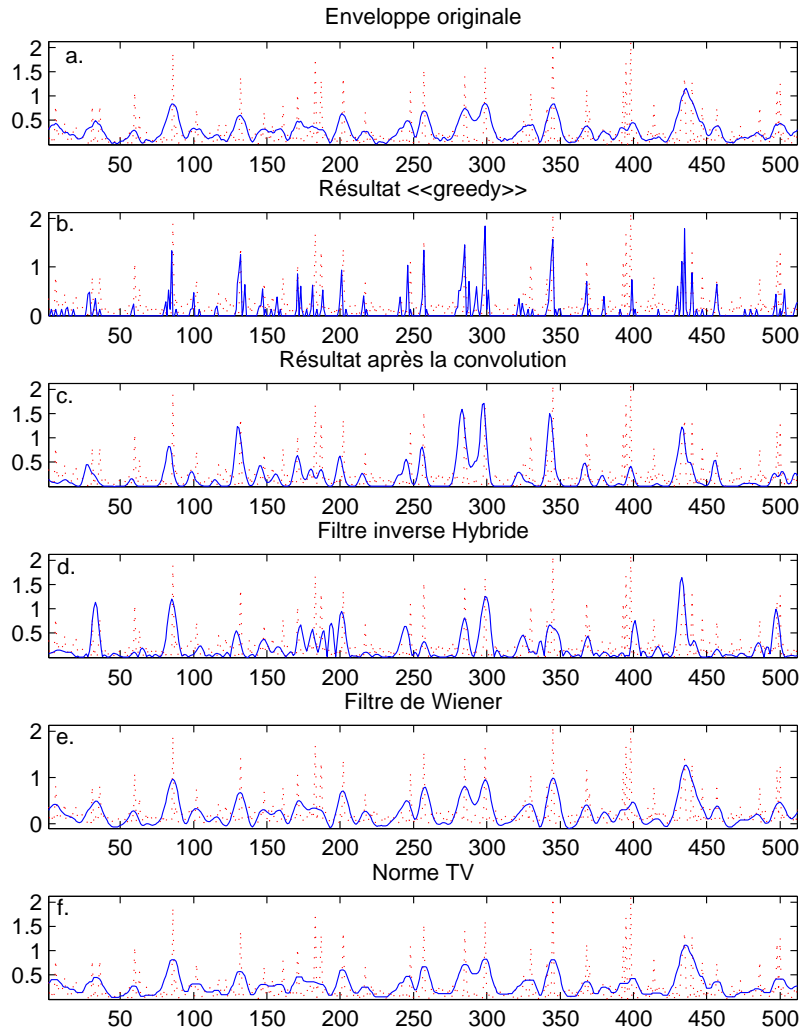 Enveloppe originale
a.
2
1.5
1
0.5
50 100 150 200 250 300 350 400 450 500
Résultat <<greedy>>
b.
2
1
0
50 100 150 200 250 300 350 400 450 500
Résultat après la convolution
c.
2
1.5
1
0.5
50 100 150 200 250 300 350 400 450 500
Filtre inverse Hybride
d.
2
1.5
1
0.5
50 100 150 200 250 300 350 400 450 500
Filtre de Wiener
e.
2
1
0
50 100 150 200 250 300 350 400 450 500
Norme TV
f.
2
1.5
1
0.5
50 100 150 200 250 300 350 400 450 500